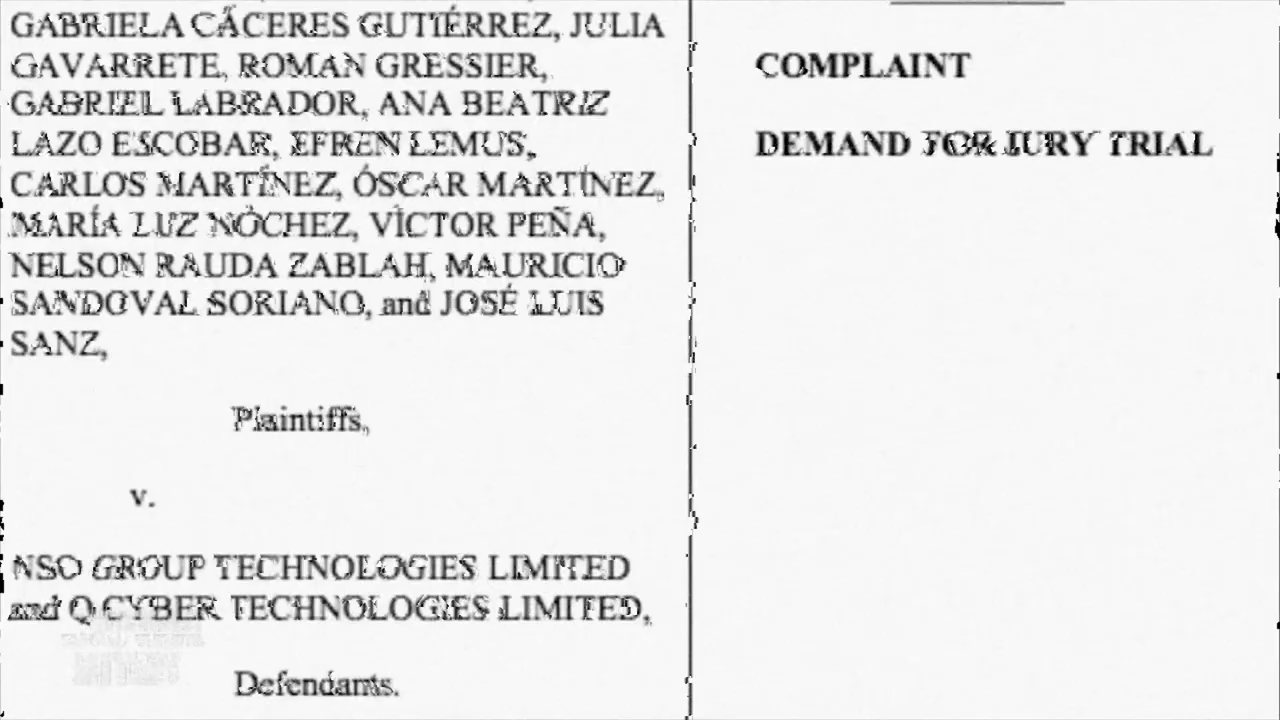 GABRIELA CÁCERES GUTIÉRREZ, JULIA
GAVARRETE, ROMAN GRESSIER,
GABRIEL LABRADOR, ANA BEATRIZ
LAZO ESCOBAR, EFREN LEMUS,
CARLOS MARTÍNEZ, ÓSCAR MARTÍNEZ,
MARÍA LUZ NÓCHEZ, VÍCTOR PEÑA,
NELSON RAUDA ZABLAH, MAURICIO
SANDOVAL SORIANO, and JOSÉ LUIS
SANZ,
Plaintiffs,
v.
NSO GROUP TECHNOLOGIES LIMITED
and Q CYBER TECHNOLOGIES LIMITED,
Defendants.
COMPLAINT
DEMAND FOR JURY TRIAL